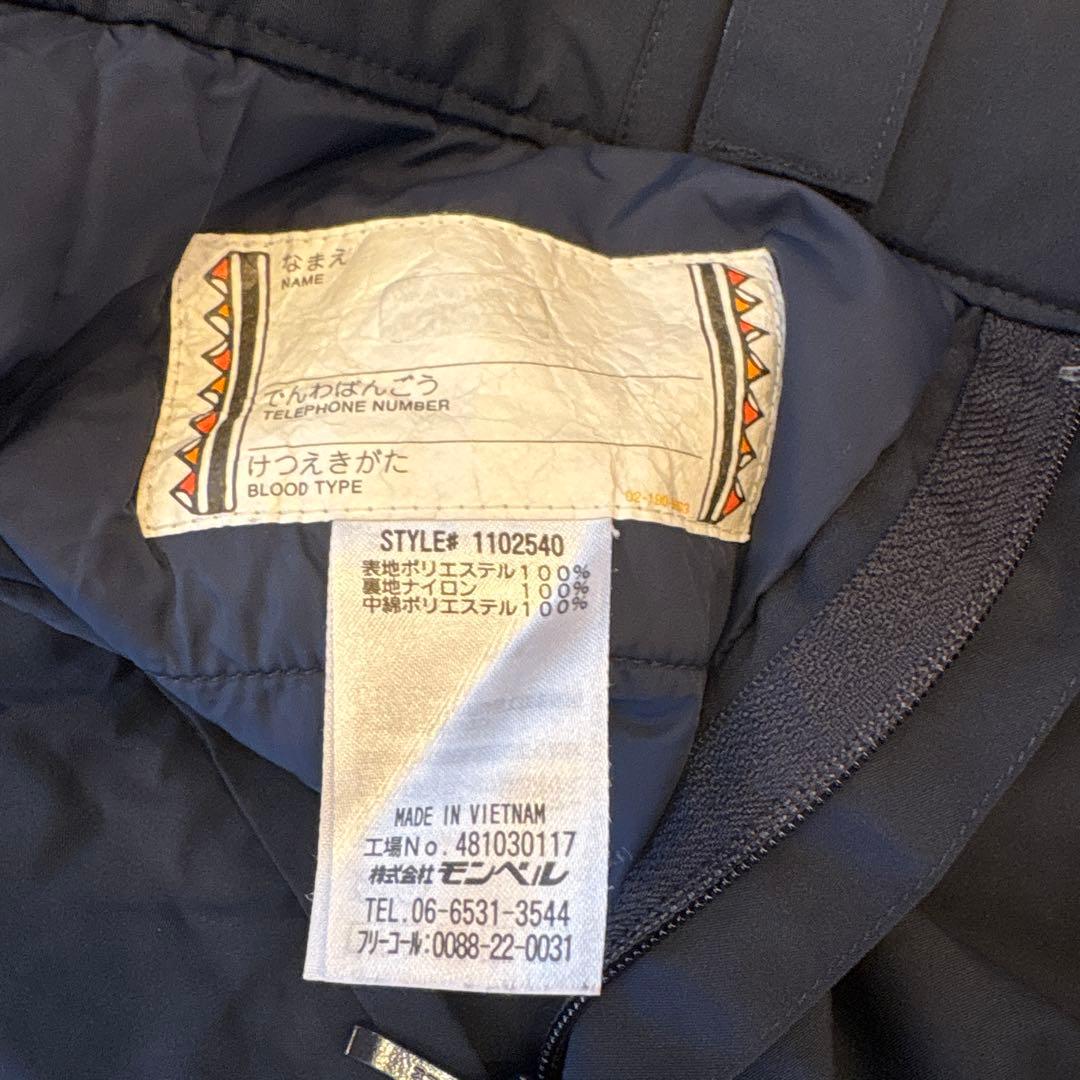 なまえ
NAME
でんわばんごう
TELEPHONE NUMBER
けつえきがた
BLOOD TYPE
STYLE# 1102540
表地ポリエステル100%
裏地ナイロン 100%
中綿ポリエステル100%
MADE IN VIETNAM
工場No. 481030117
株式会社モンベル
TEL.06-6531-3544
フリーコール:0088-22-0031